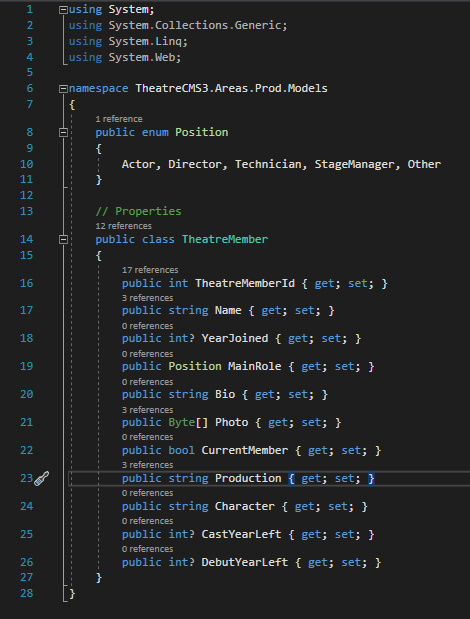 1 using System;
2 using System.Collections.Generic;
3 using System.Linq;
4 using System.Web;
5
6 namespace TheatreCMS3.Areas.Prod.Models
7 {
1 reference
8 public enum Position
9 {
10 Actor, Director, Technician, StageManager, Other
11 }
12
13 // Properties
12 references
14 public class TheatreMember
15 {
17 references
16 public int TheatreMemberId { get; set; }
3 references
17 public string Name { get; set; }
0 references
18 public int? YearJoined { get; set; }
0 references
19 public Position MainRole { get; set; }
0 references
20 public string Bio { get; set; }
3 references
21 public Byte[] Photo { get; set; }
0 references
22 public bool CurrentMember { get; set; }
3 references
23 public string Production { get; set; }
0 references
24 public string Character { get; set; }
0 references
25 public int? CastYearLeft { get; set; }
0 references
26 public int? DebutYearLeft { get; set; }
27 }
28 }